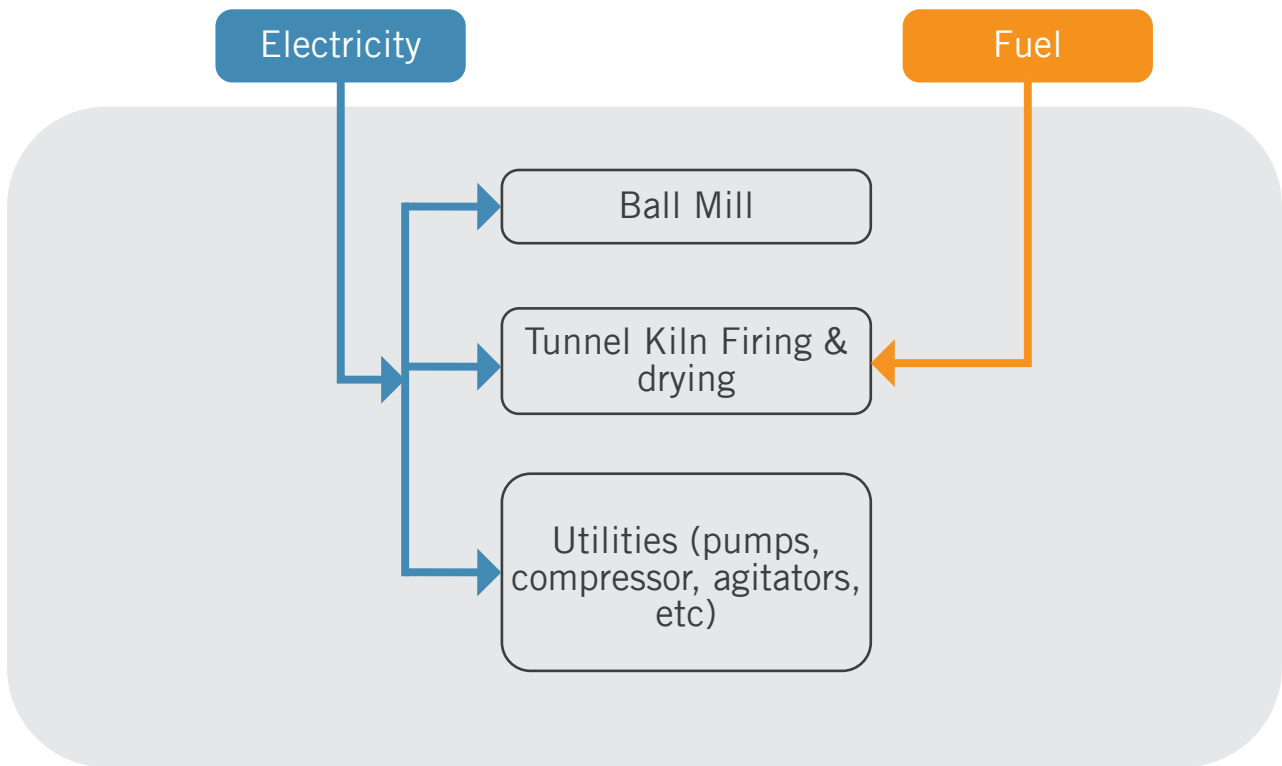 Electricity
Fuel
Ball Mill
Tunnel Kiln Firing &
drying
Utilities (pumps,
compressor, agitators,
etc)